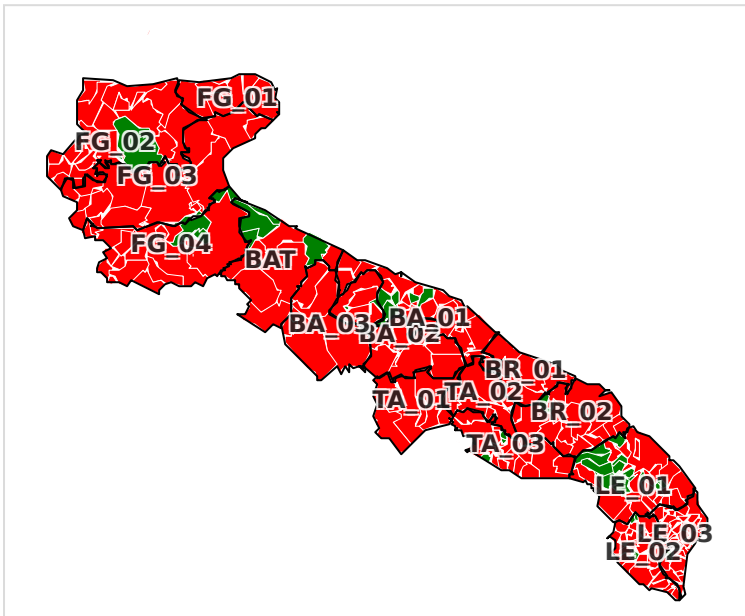 FG_01
FG_02
FG_03
FG_04
BAT
BA_01
BA_03
BA_02
BR_01
TA_02
TA_01
BR_02
TA_03
LE_01
LE_03
LE_02